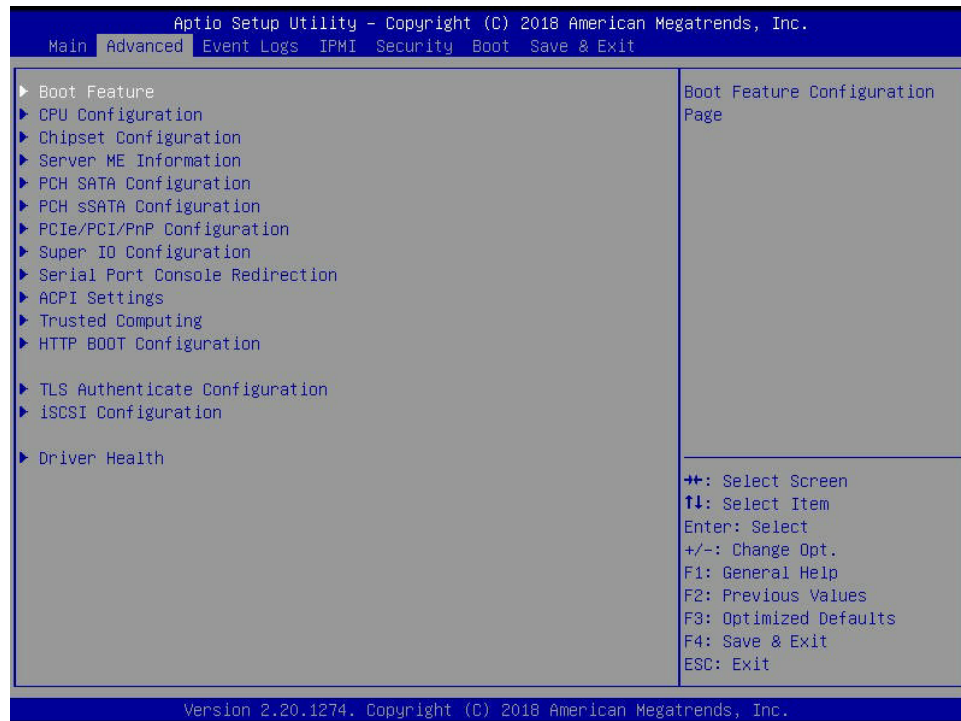 Aptio Setup Utility – Copyright (C) 2018 American Megatrends, Inc.
Main Advanced Event Logs IPMI Security Boot Save & Exit
▶ Boot Feature
▶ CPU Configuration
▶ Chipset Configuration
▶ Server ME Information
▶ PCH SATA Configuration
▶ PCH sSATA Configuration
▶ PCIe/PCI/PnP Configuration
▶ Super IO Configuration
▶ Serial Port Console Redirection
▶ ACPI Settings
▶ Trusted Computing
▶ HTTP BOOT Configuration
▶ TLS Authenticate Configuration
▶ iSCSI Configuration
▶ Driver Health
Boot Feature Configuration
Page
→←: Select Screen
↑↓: Select Item
Enter: Select
+/-: Change Opt.
F1: General Help
F2: Previous Values
F3: Optimized Defaults
F4: Save & Exit
ESC: Exit
Version 2.20.1274. Copyright (C) 2018 American Megatrends, Inc.